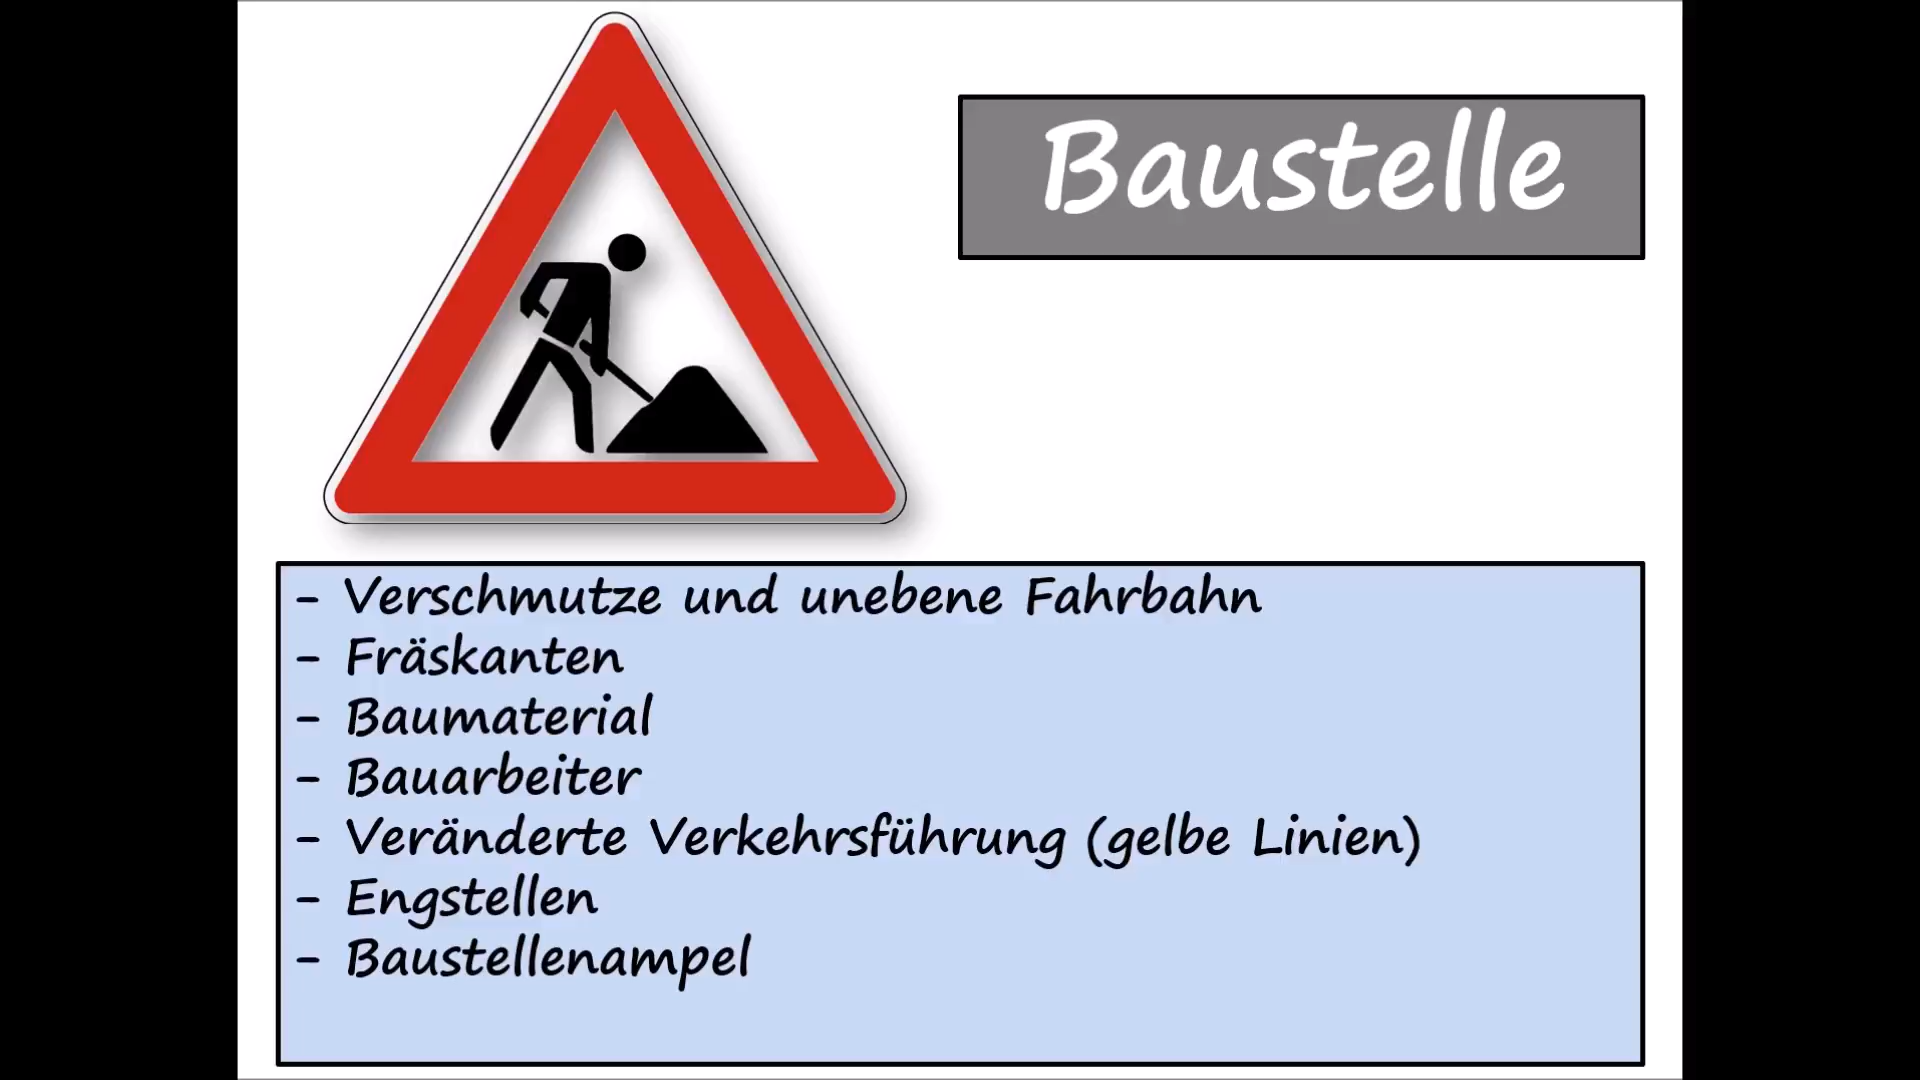 Baustelle
- Verschmutze und unebene Fahrbahn
- Fräskanten
- Baumaterial
- Bauarbeiter
- Veränderte Verkehrsführung (gelbe Linien)
- Engstellen
- Baustellenampel